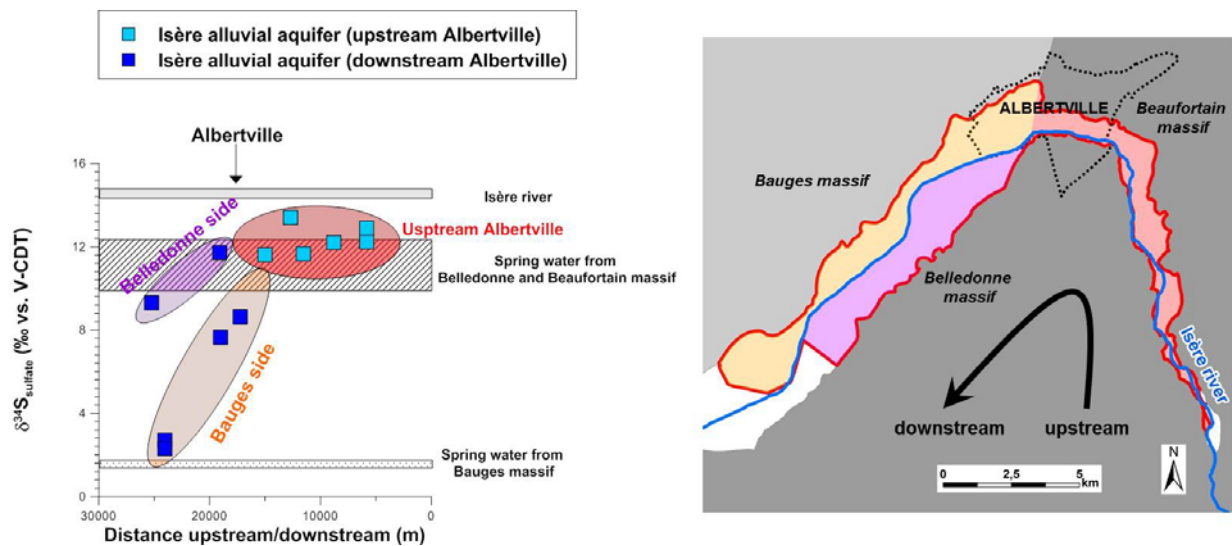 Isère alluvial aquifer (upstream Albertville)
Isère alluvial aquifer (downstream Albertville)
Albertville
16
12
8
4
0
δ³⁴S_sulfate (‰ vs. V-CDT)
Isère river
Belledonne side
Usptream Albertville
Spring water from
Belledonne and Beaufortain massif
Bauges side
Spring water from
Bauges massif
30000
20000
10000
0
Distance upstream/downstream (m)
ALBERTVILLE
Beaufortain
massif
Bauges massif
Belledonne
massif
Isère river
downstream
upstream
N
0
2,5
5
km